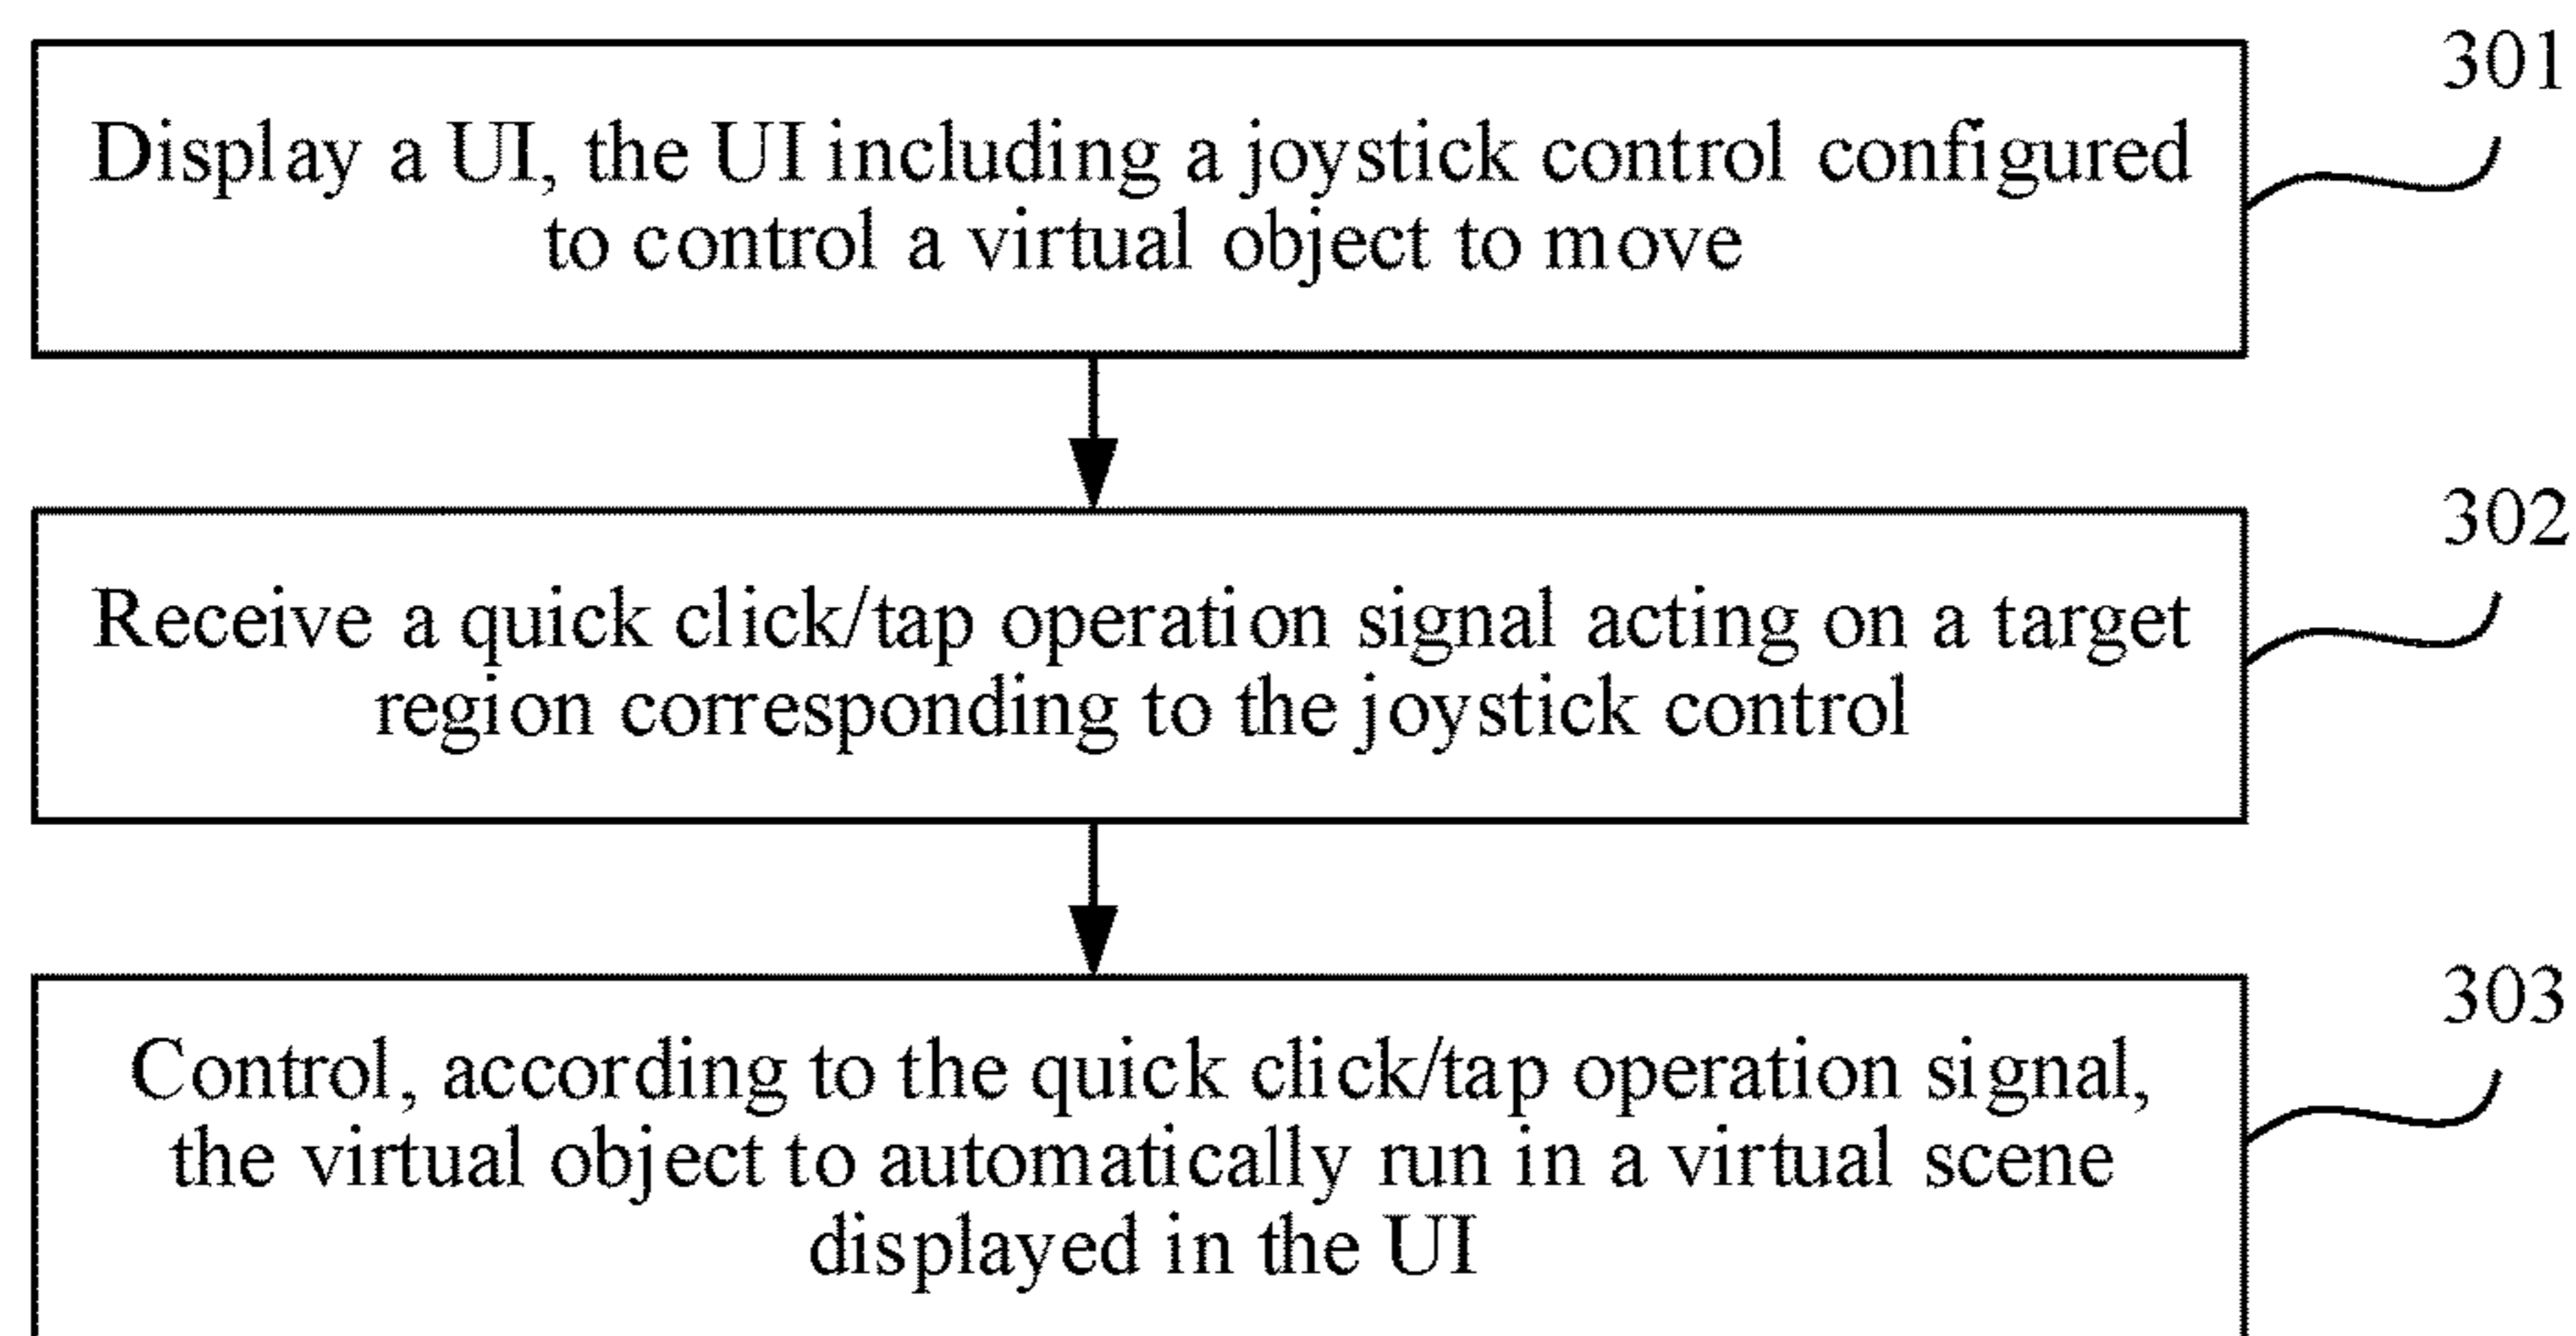 301
Display a UI, the UI including a joystick control configured
to control a virtual object to move
302
Receive a quick click/tap operation signal acting on a target
region corresponding to the joystick control
303
Control, according to the quick click/tap operation signal,
the virtual object to automatically run in a virtual scene
displayed in the UI